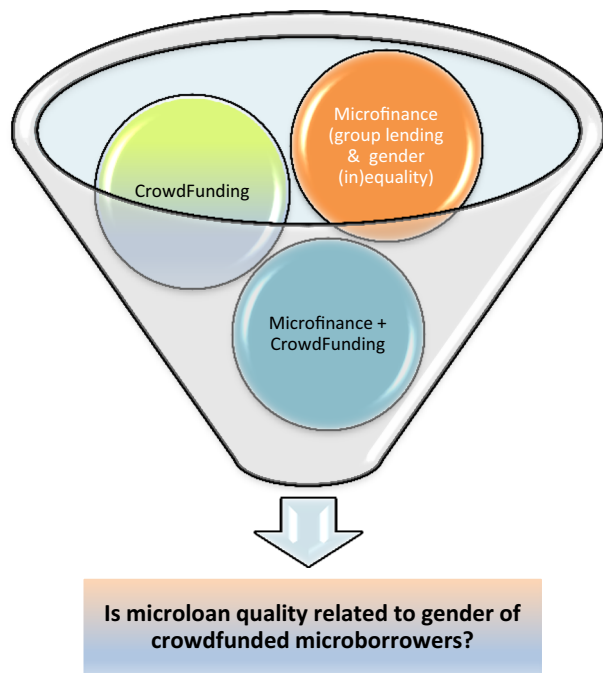 Microfinance
(group lending
& gender
(in)equality)
CrowdFunding
Microfinance +
CrowdFunding
Is microloan quality related to gender of
crowdfunded microborrowers?